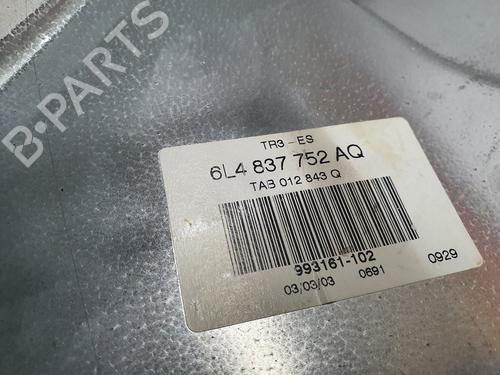 B-PARTS
TR3 - ES
6L4 837 752 AQ
TAB 012 843 Q
993161-102
03/03/03 0691 0929